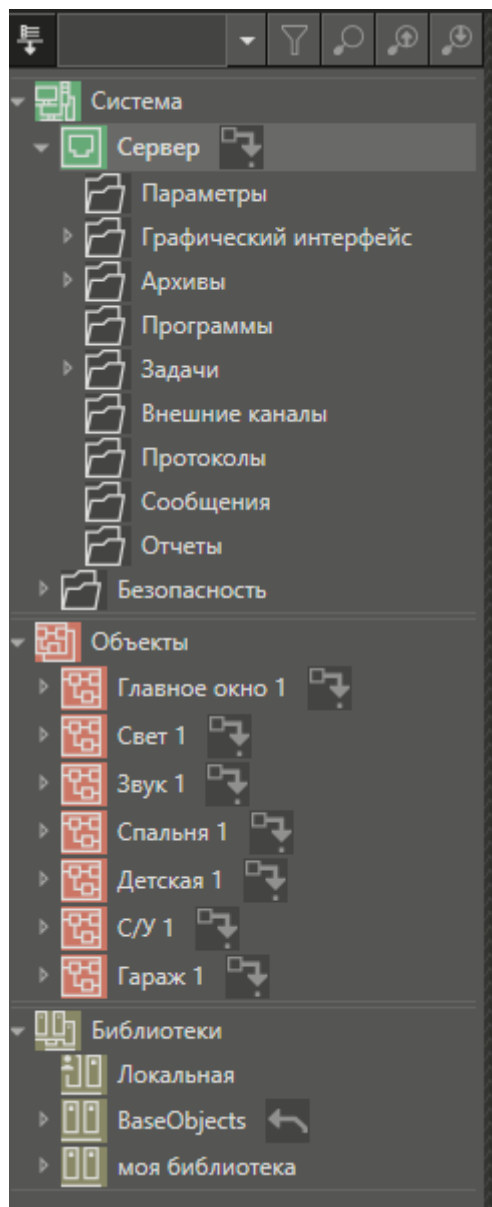 Система
Сервер
Параметры
Графический интерфейс
Архивы
Программы
Задачи
Внешние каналы
Протоколы
Сообщения
Отчеты
Безопасность
Объекты
Главное окно 1
Свет 1
Звук 1
Спальня 1
Детская 1
С/У 1
Гараж 1
Библиотеки
Локальная
BaseObjects
моя библиотека